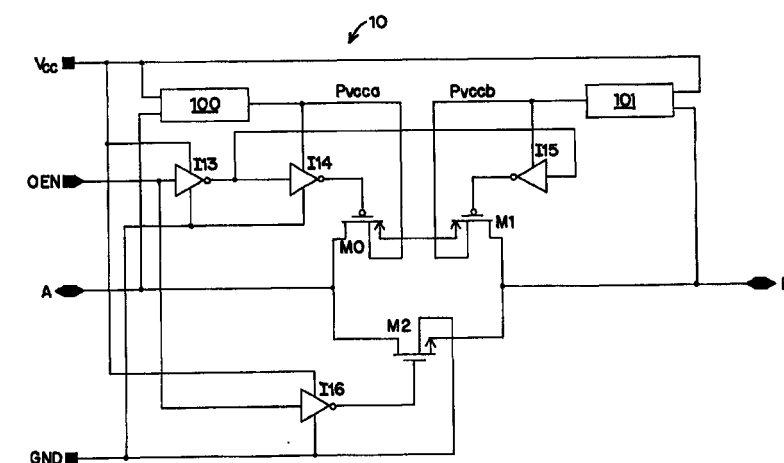 10
Vcc
100
Pvcca
Pvccb
101
I13
I14
I15
OEN
M0
M1
A
M2
I16
GND